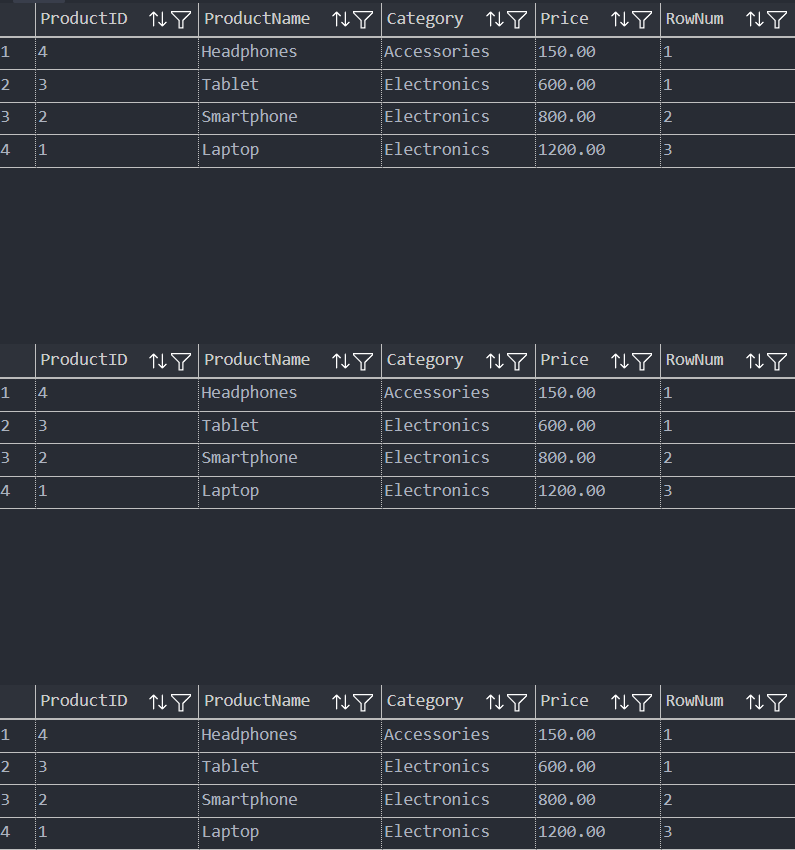 ProductID ProductName Category Price RowNum
1 4 Headphones Accessories 150.00 1
2 3 Tablet Electronics 600.00 1
3 2 Smartphone Electronics 800.00 2
4 1 Laptop Electronics 1200.00 3
ProductID ProductName Category Price RowNum
1 4 Headphones Accessories 150.00 1
2 3 Tablet Electronics 600.00 1
3 2 Smartphone Electronics 800.00 2
4 1 Laptop Electronics 1200.00 3
ProductID ProductName Category Price RowNum
1 4 Headphones Accessories 150.00 1
2 3 Tablet Electronics 600.00 1
3 2 Smartphone Electronics 800.00 2
4 1 Laptop Electronics 1200.00 3